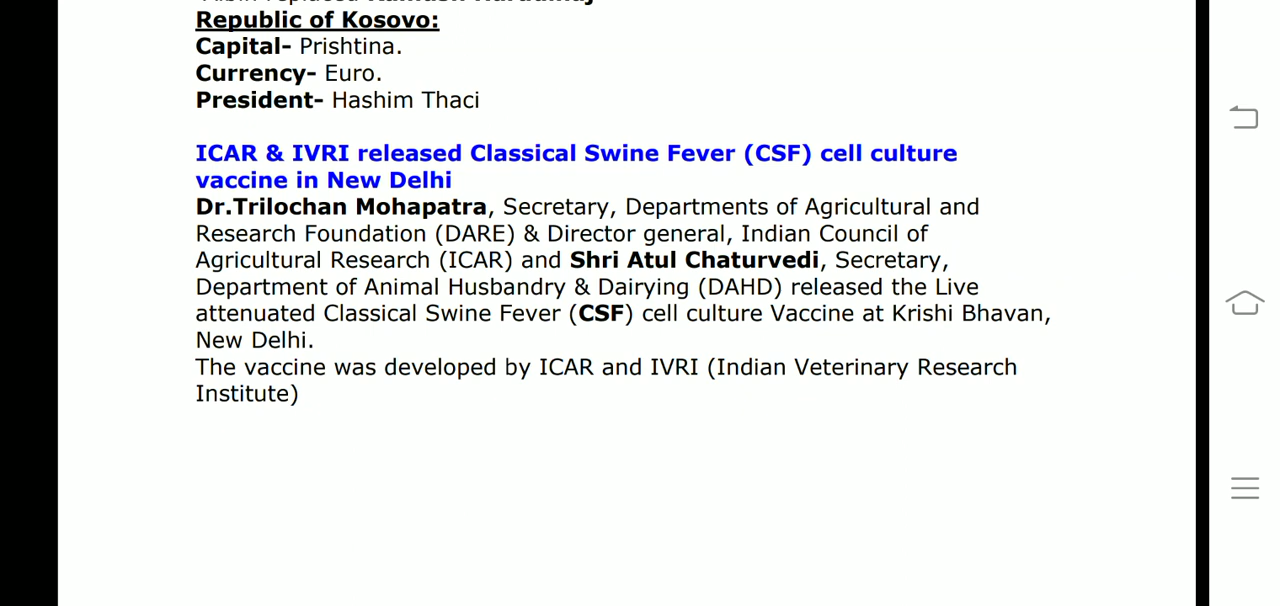 Republic of Kosovo:
Capital- Prishtina.
Currency- Euro.
President- Hashim Thaci
ICAR & IVRI released Classical Swine Fever (CSF) cell culture
vaccine in New Delhi
Dr.Trilochan Mohapatra, Secretary, Departments of Agricultural and
Research Foundation (DARE) & Director general, Indian Council of
Agricultural Research (ICAR) and Shri Atul Chaturvedi, Secretary,
Department of Animal Husbandry & Dairying (DAHD) released the Live
attenuated Classical Swine Fever (CSF) cell culture Vaccine at Krishi Bhavan,
New Delhi.
The vaccine was developed by ICAR and IVRI (Indian Veterinary Research
Institute)